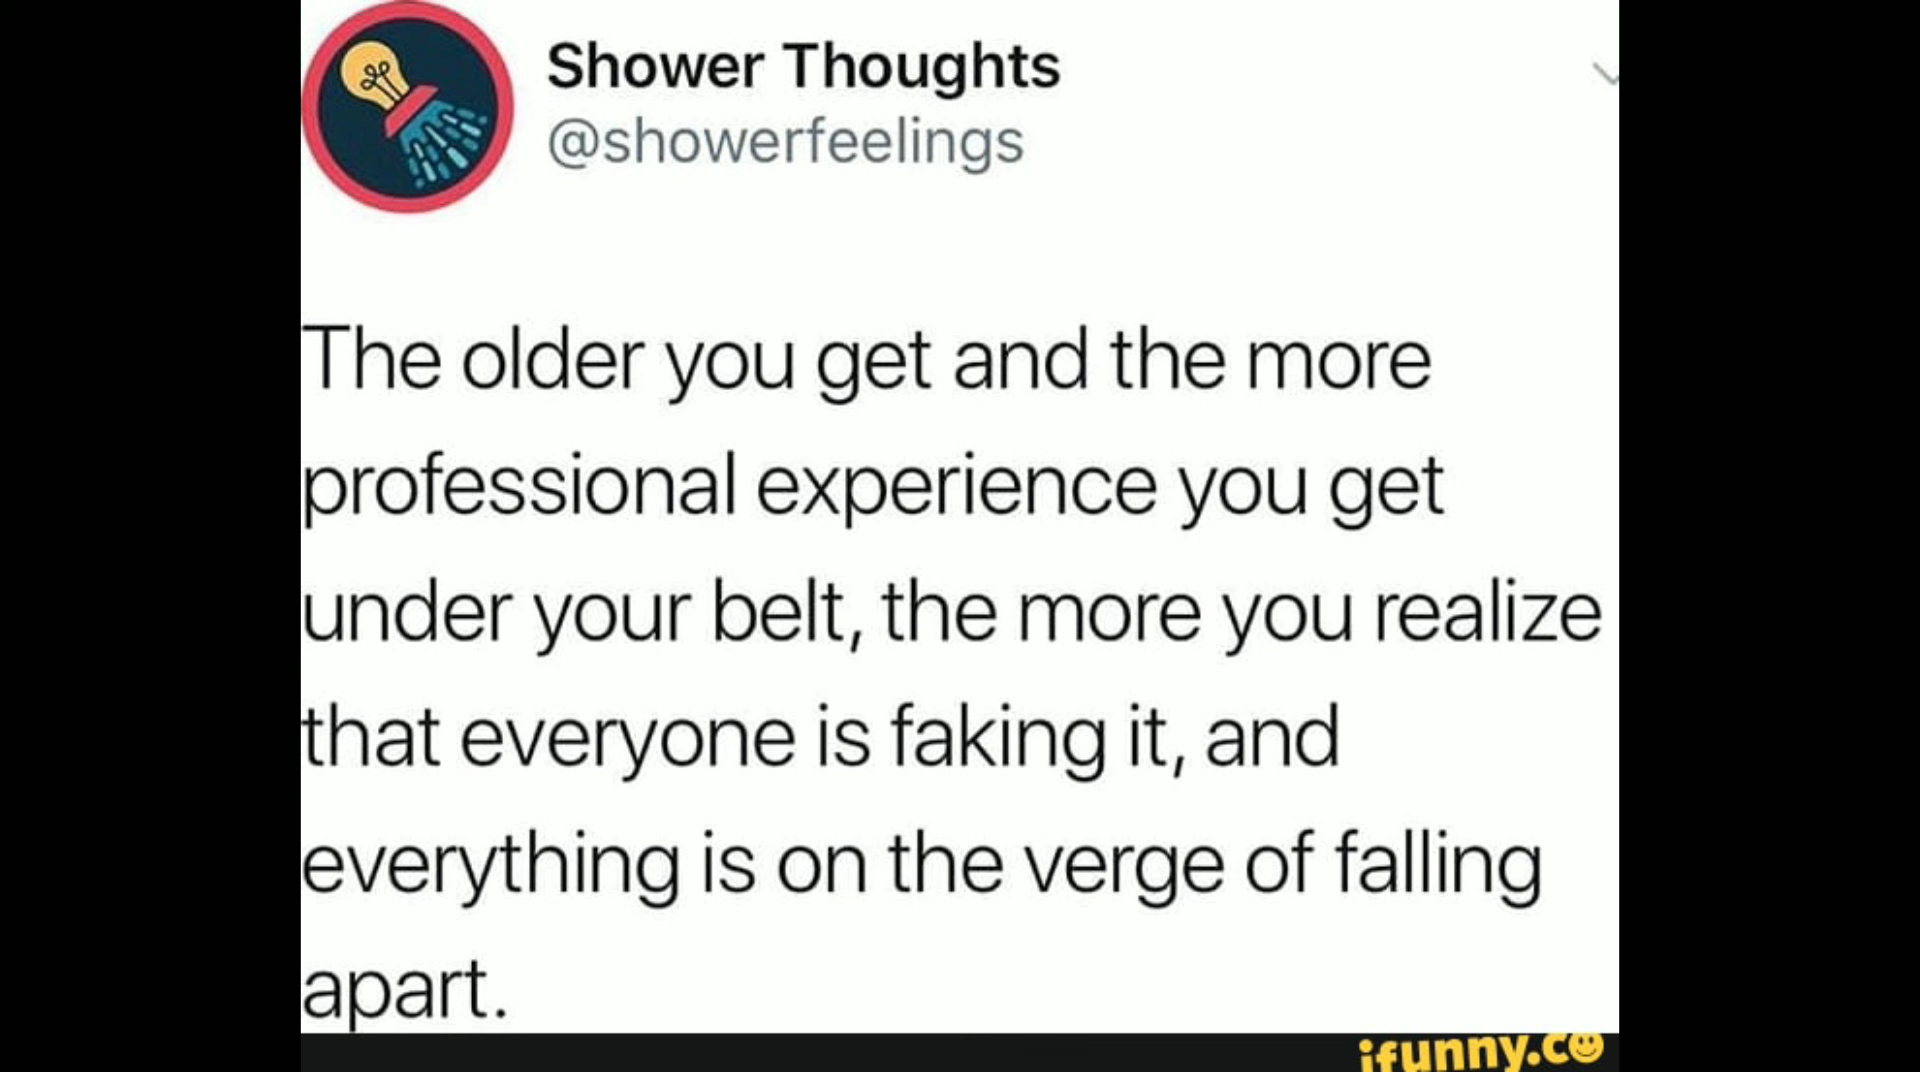 Shower Thoughts
@showerfeelings
The older you get and the more
professional experience you get
under your belt, the more you realize
that everyone is faking it, and
everything is on the verge of falling
apart.
ifunny.co